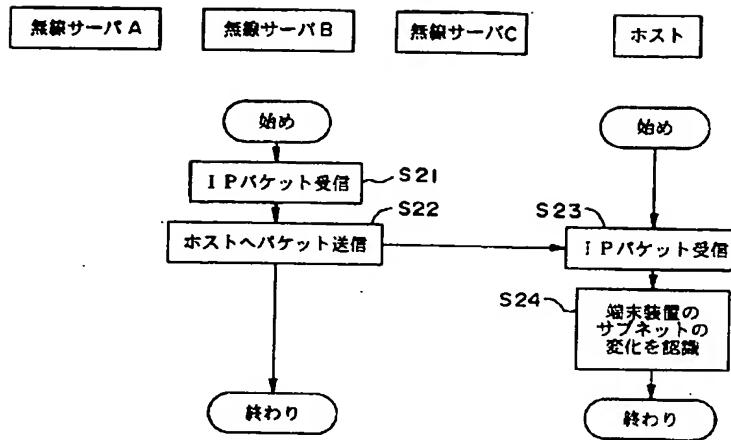 無線サーバA
無線サーバB
無線サーバC
ホスト
始め
始め
IPパケット受信
S21
S22
ホストへパケット送信
S23
IPパケット受信
S24
端末装置の
サブネットの
変化を認識
終わり
終わり